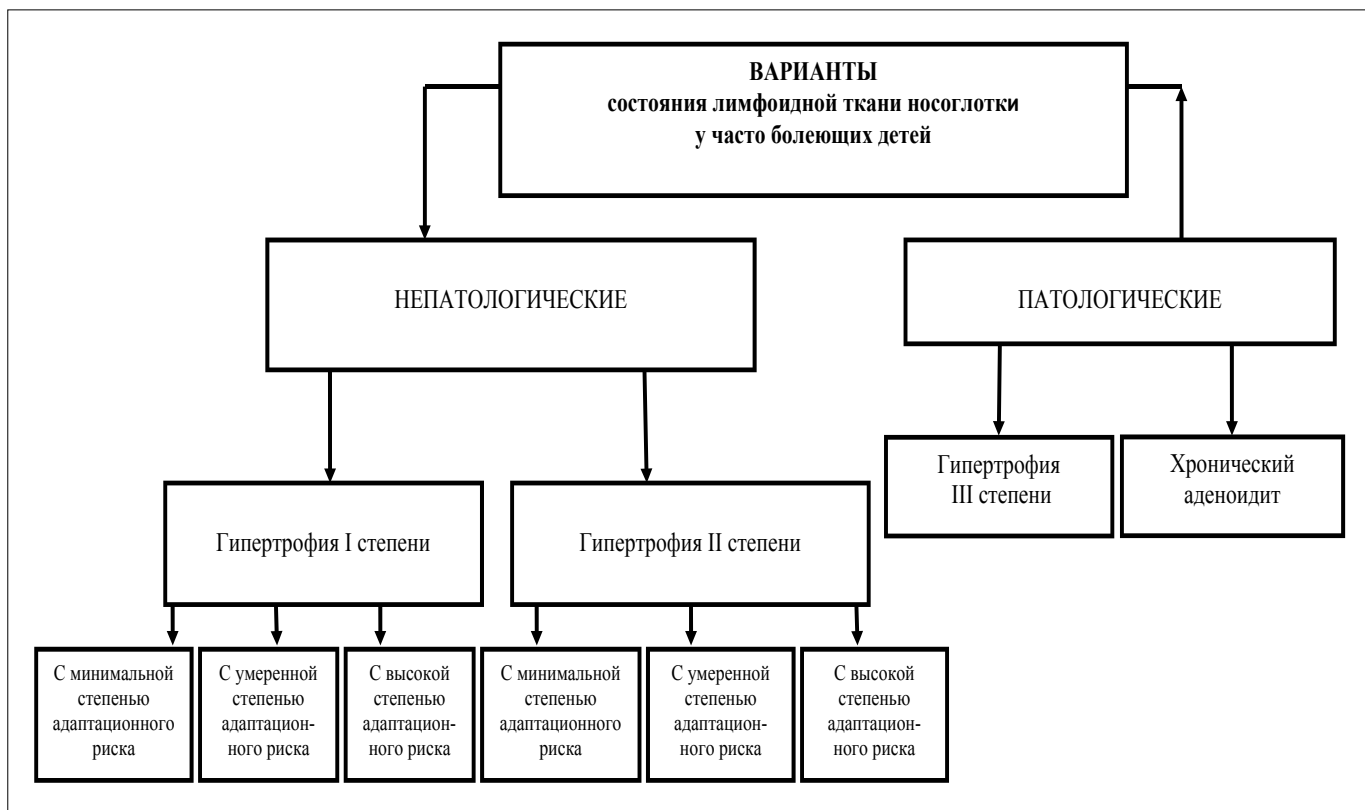 ВАРИАНТЫ
состояния лимфоидной ткани носоглотки
у часто болеющих детей
НЕПАТОЛОГИЧЕСКИЕ
ПАТОЛОГИЧЕСКИЕ
Гипертрофия
III степени
Хронический
аденоидит
Гипертрофия I степени
Гипертрофия II степени
С минимальной
степенью
адаптационного
риска
С умеренной
степенью
адаптацион-
ного риска
С высокой
степенью
адаптацион-
ного риска
С минимальной
степенью
адаптационного
риска
С умеренной
степенью
адаптацион-
ного риска
С высокой
степенью
адаптацион-
ного риска